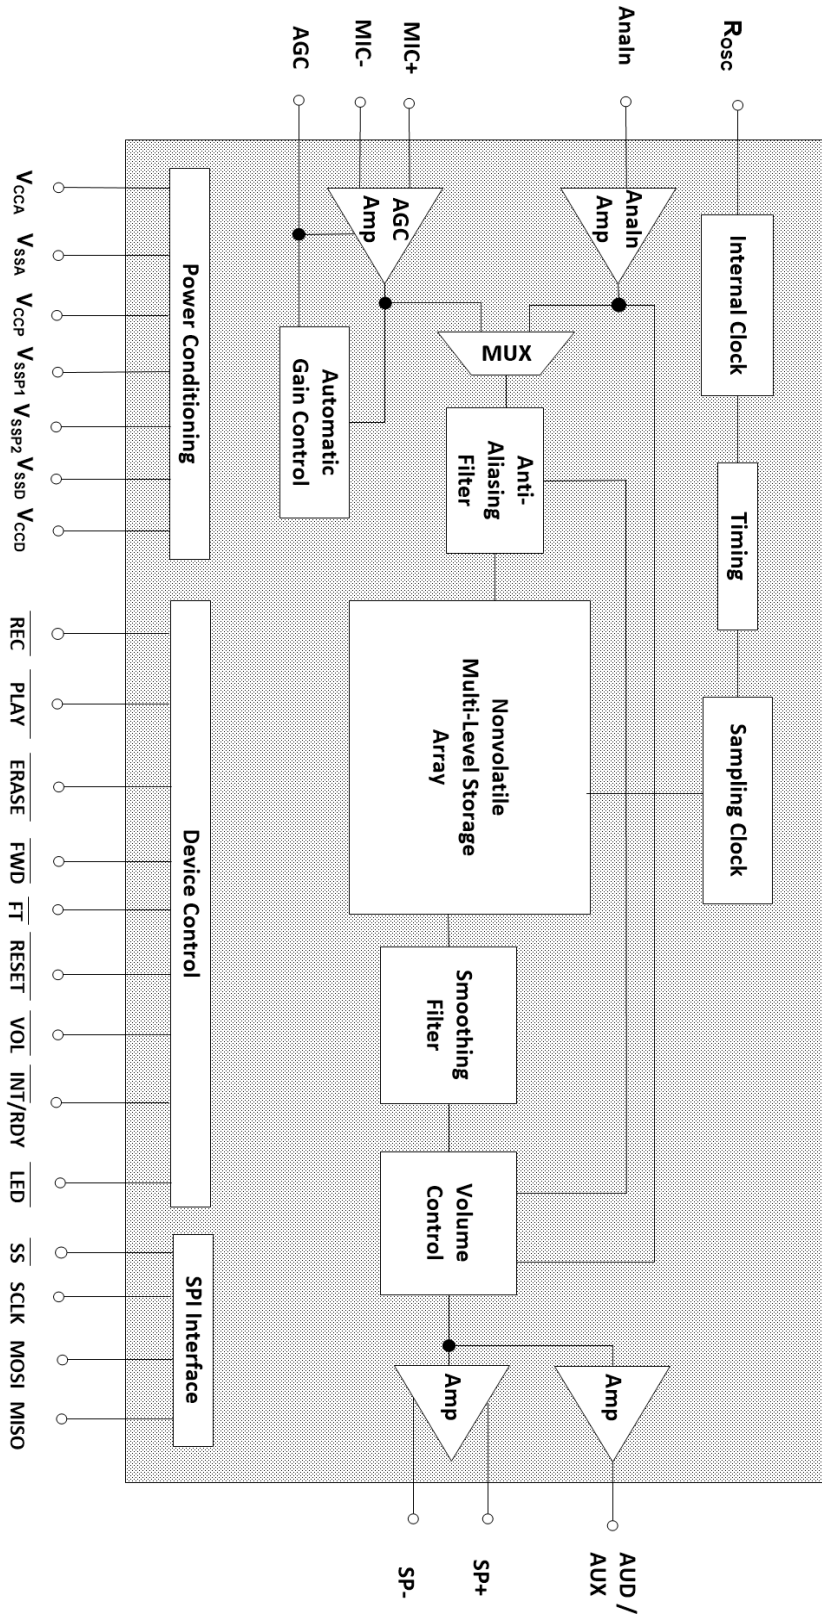 ROSC
Internal Clock
Timing
Sampling Clock
AnaIn
AnaIn
Amp
Amp
AUD /
AUX
MIC+
MIC-
AGC
Amp
MUX
Anti-
Aliasing
Filter
Nonvolatile
Multi-Level Storage
Array
Smoothing
Filter
Volume
Control
Amp
SP+
SP-
AGC
Automatic
Gain Control
Power Conditioning
Device Control
SPI Interface
VCCA VSSA VCCP VSSP1 VSSP2 VSSD VCCD REC PLAY ERASE FWD FT RESET VOL INT/RDY LED SS SCLK MOSI MISO